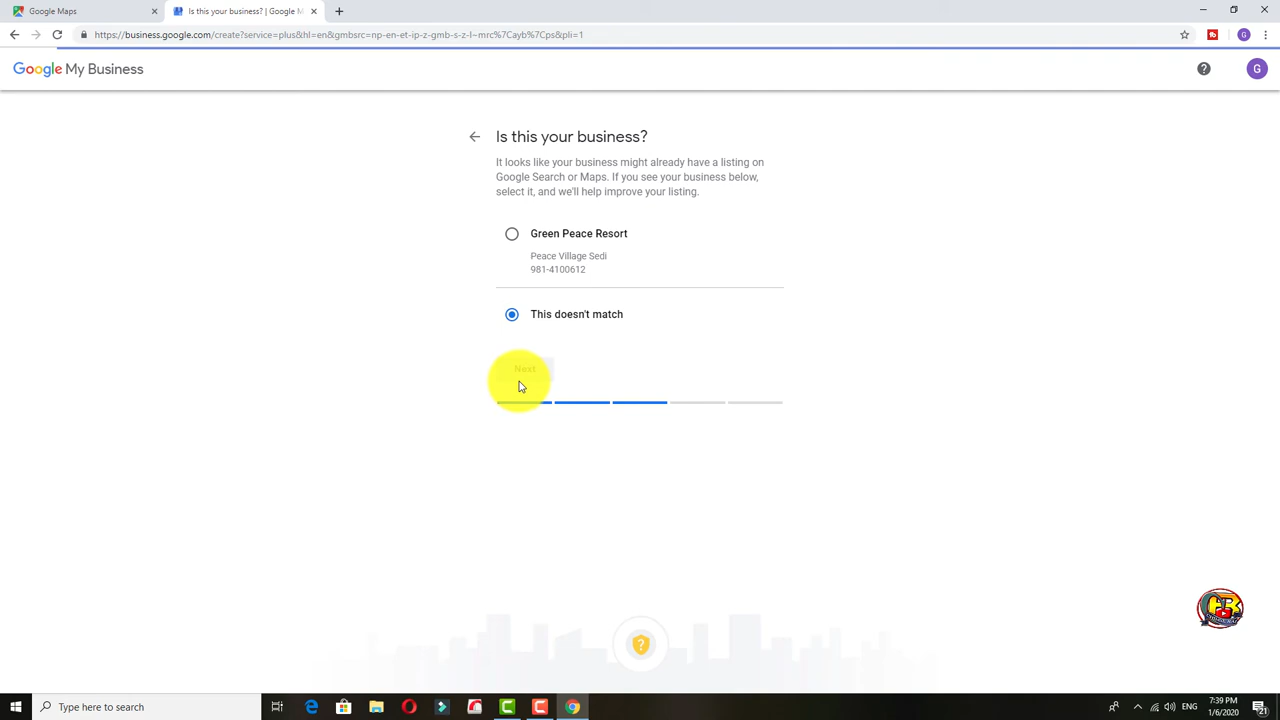 Google Maps
Is this your business? | Google M
https://business.google.com/create?service=plus&hl=en&gmbsrc=np-en-et-ip-z-gmb-s-z-l~mrc%7Cayb%7Cps&pli=1
G
Google My Business
G
Is this your business?
It looks like your business might already have a listing on
Google Search or Maps. If you see your business below,
select it, and we'll help improve your listing.
Green Peace Resort
Peace Village Sedi
981-4100612
This doesn't match
Next
Type here to search
ENG
7:39 PM
1/6/2020
21